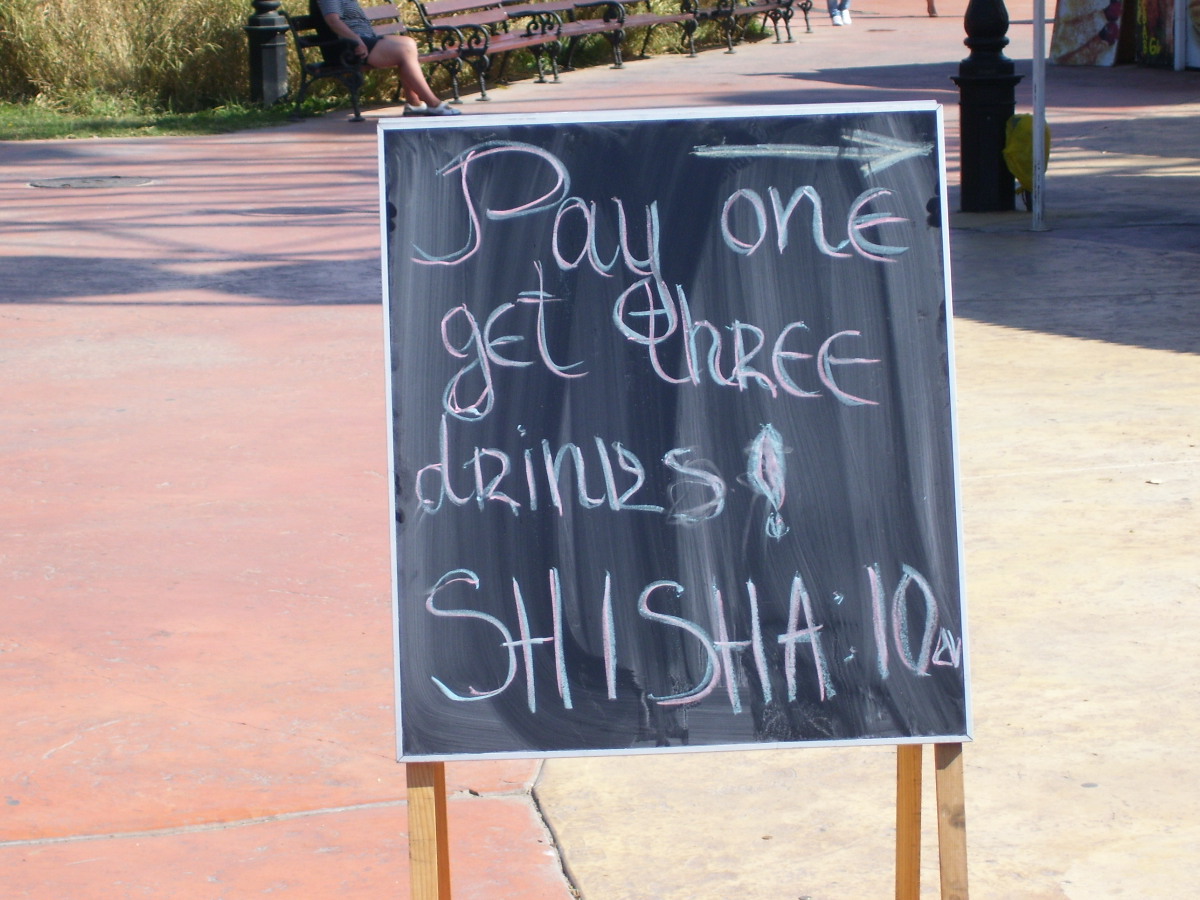 Pay one
get three
drinks!
SHISHA: 10